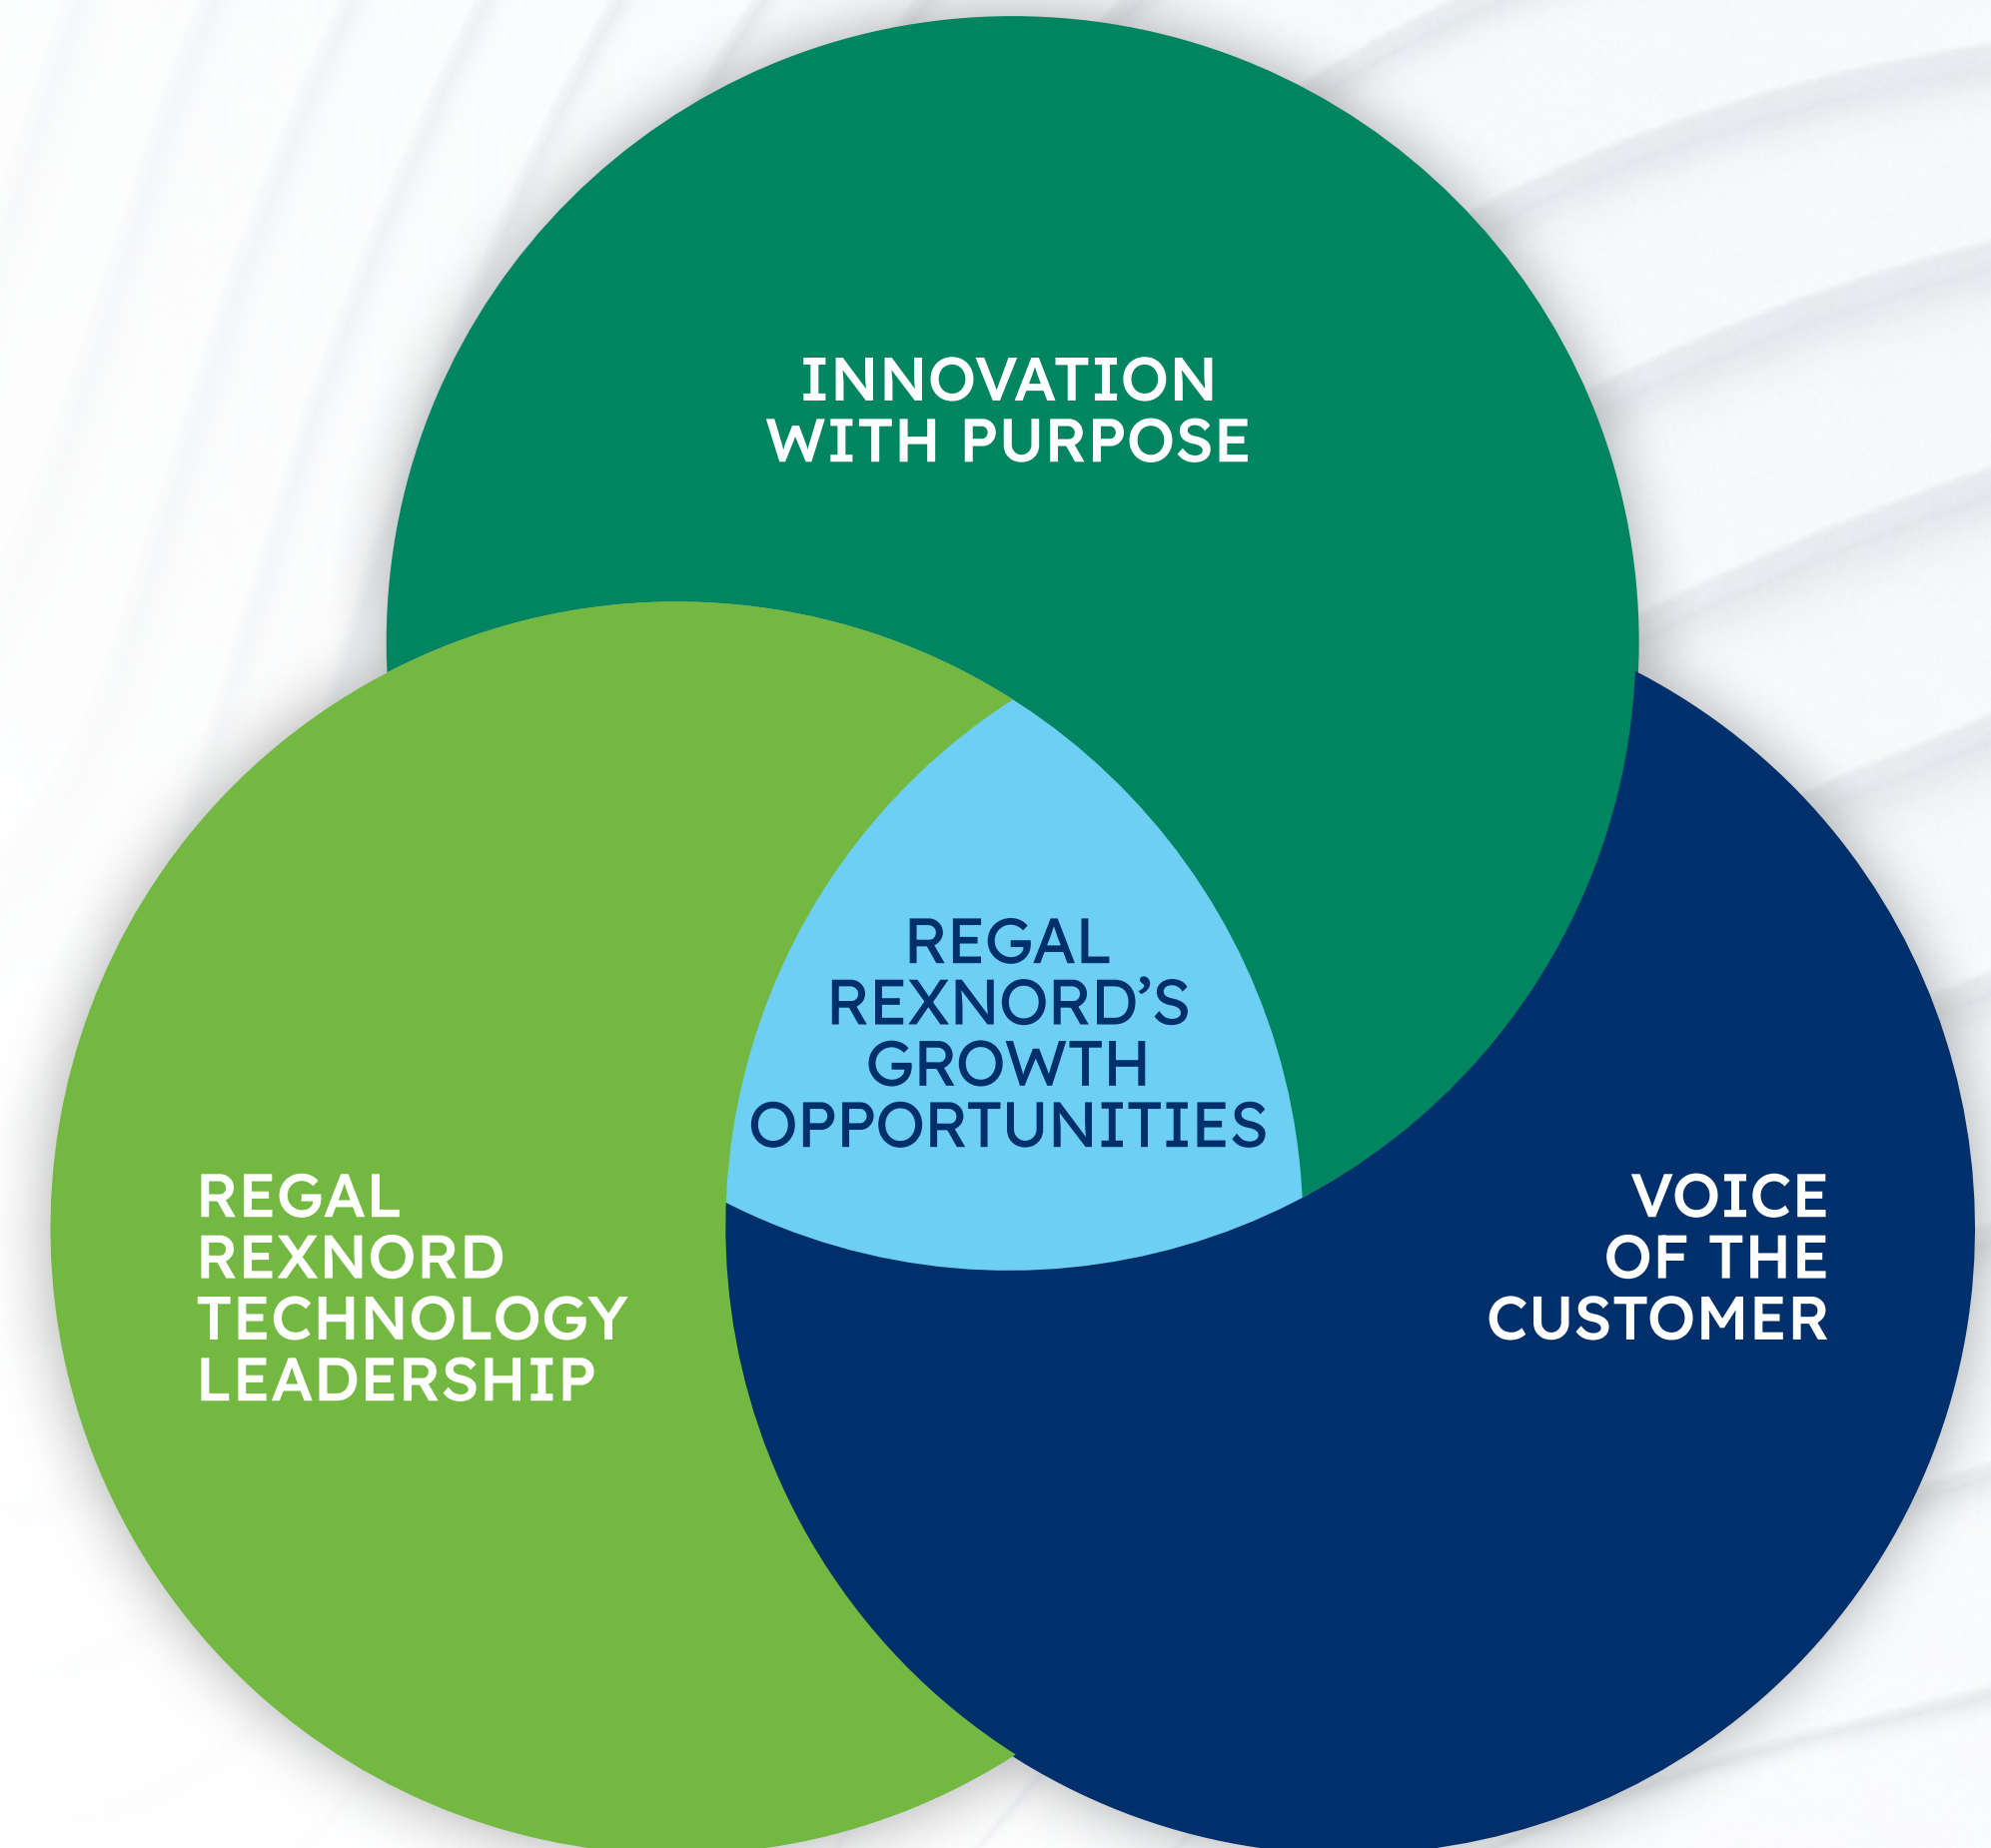 INNOVATION
WITH PURPOSE
REGAL
REXNORD’S
GROWTH
OPPORTUNITIES
REGAL
REXNORD
TECHNOLOGY
LEADERSHIP
VOICE
OF THE
CUSTOMER